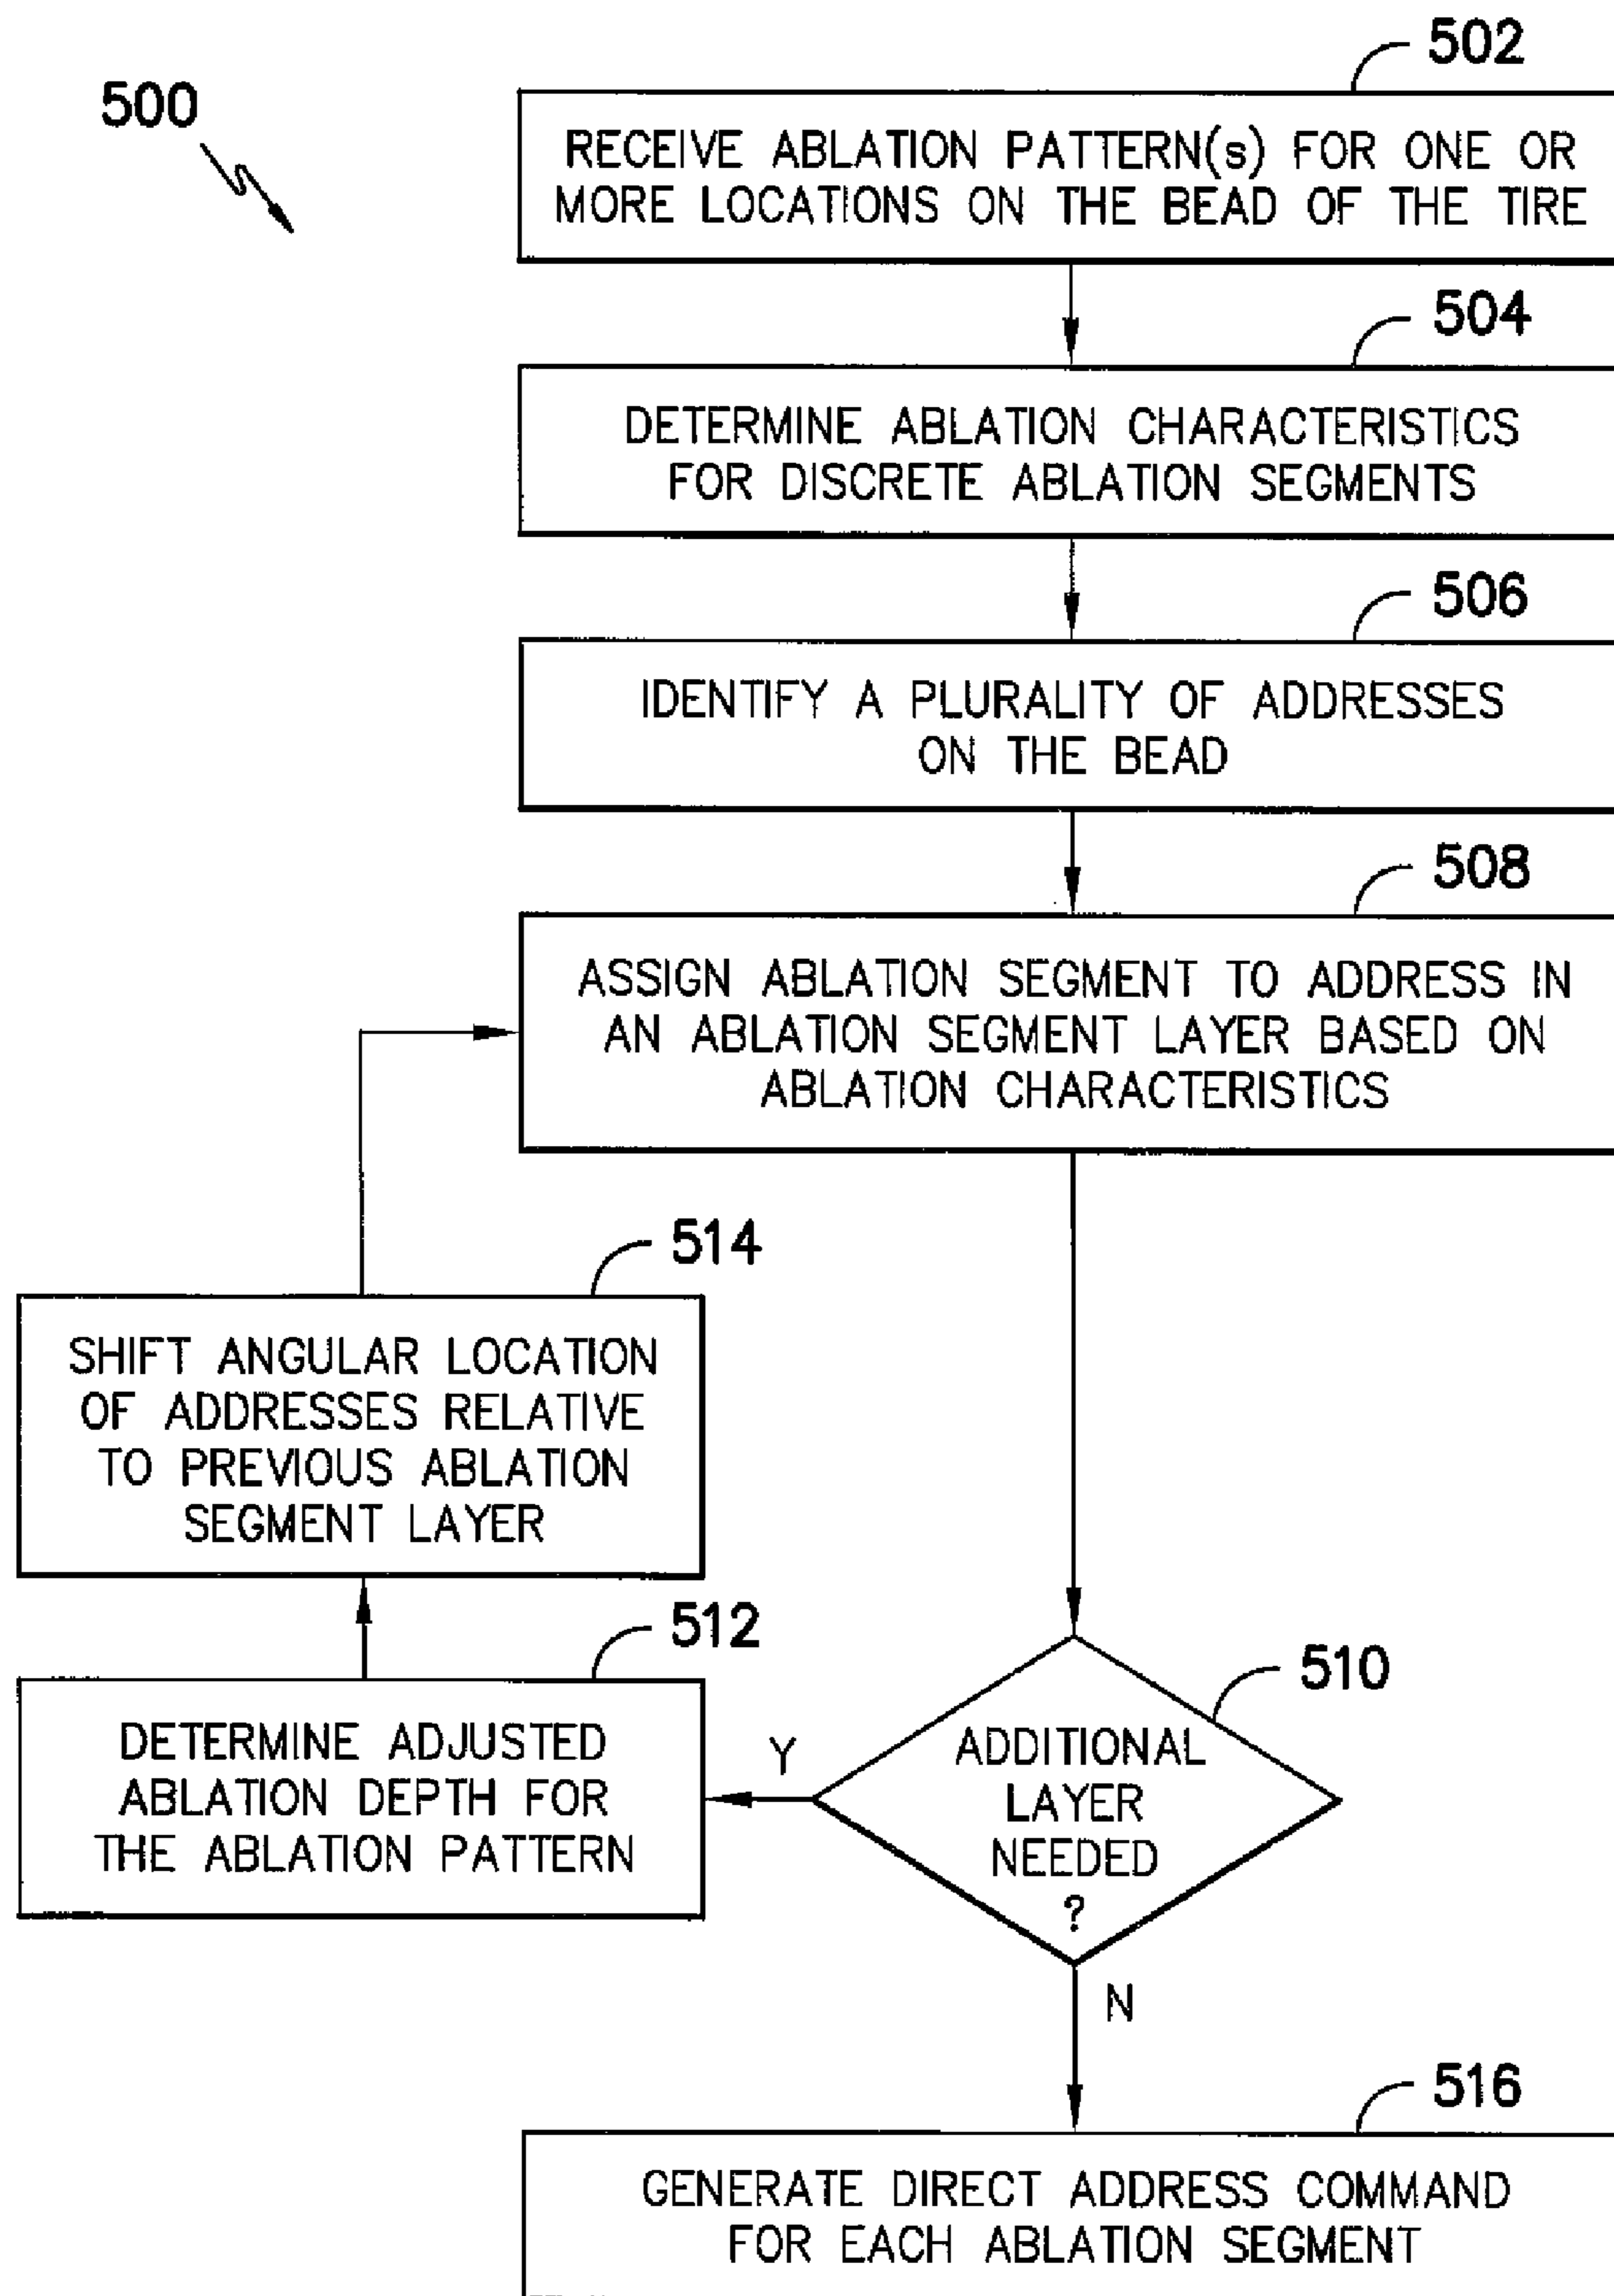 500
502
RECEIVE ABLATION PATTERN(s) FOR ONE OR
MORE LOCATIONS ON THE BEAD OF THE TIRE
504
DETERMINE ABLATION CHARACTERISTICS
FOR DISCRETE ABLATION SEGMENTS
506
IDENTIFY A PLURALITY OF ADDRESSES
ON THE BEAD
508
ASSIGN ABLATION SEGMENT TO ADDRESS IN
AN ABLATION SEGMENT LAYER BASED ON
ABLATION CHARACTERISTICS
514
SHIFT ANGULAR LOCATION
OF ADDRESSES RELATIVE
TO PREVIOUS ABLATION
SEGMENT LAYER
512
DETERMINE ADJUSTED
ABLATION DEPTH FOR
THE ABLATION PATTERN
Y
510
ADDITIONAL
LAYER
NEEDED
?
N
516
GENERATE DIRECT ADDRESS COMMAND
FOR EACH ABLATION SEGMENT